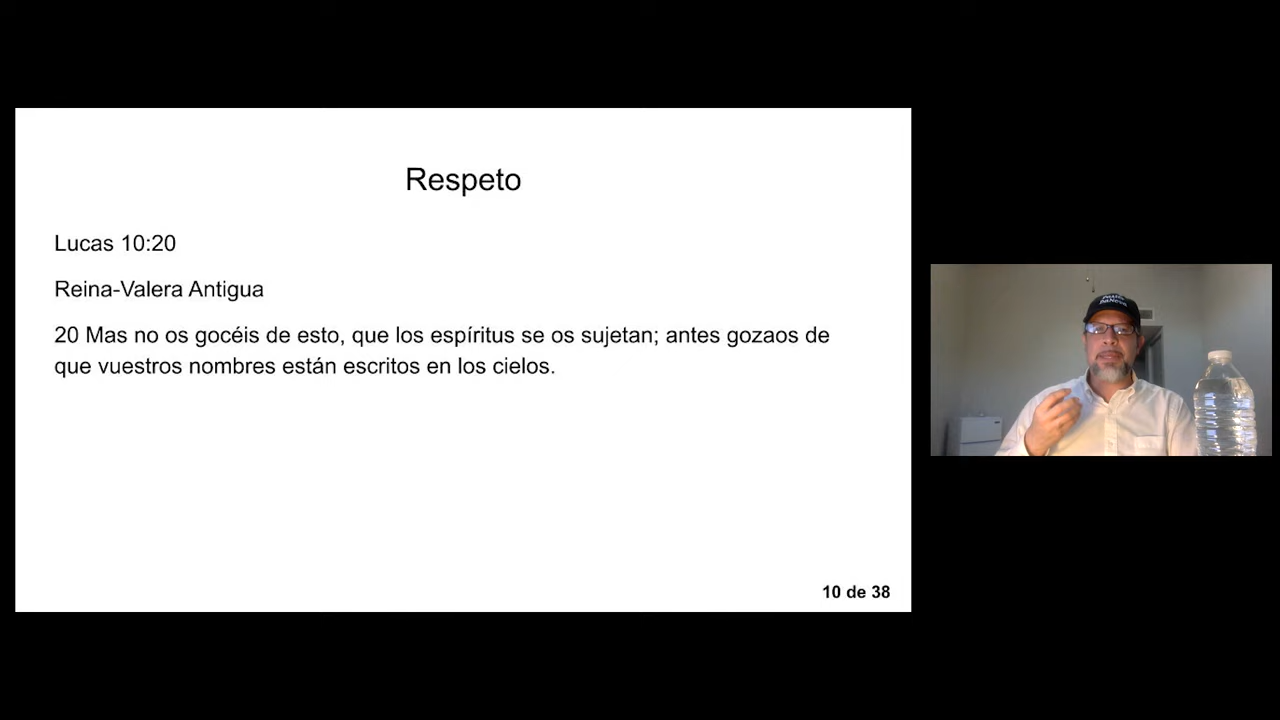 Respeto
Lucas 10:20
Reina-Valera Antigua
20 Mas no os gocéis de esto, que los espíritus se os sujetan; antes gozaos de
que vuestros nombres están escritos en los cielos.
10 de 38